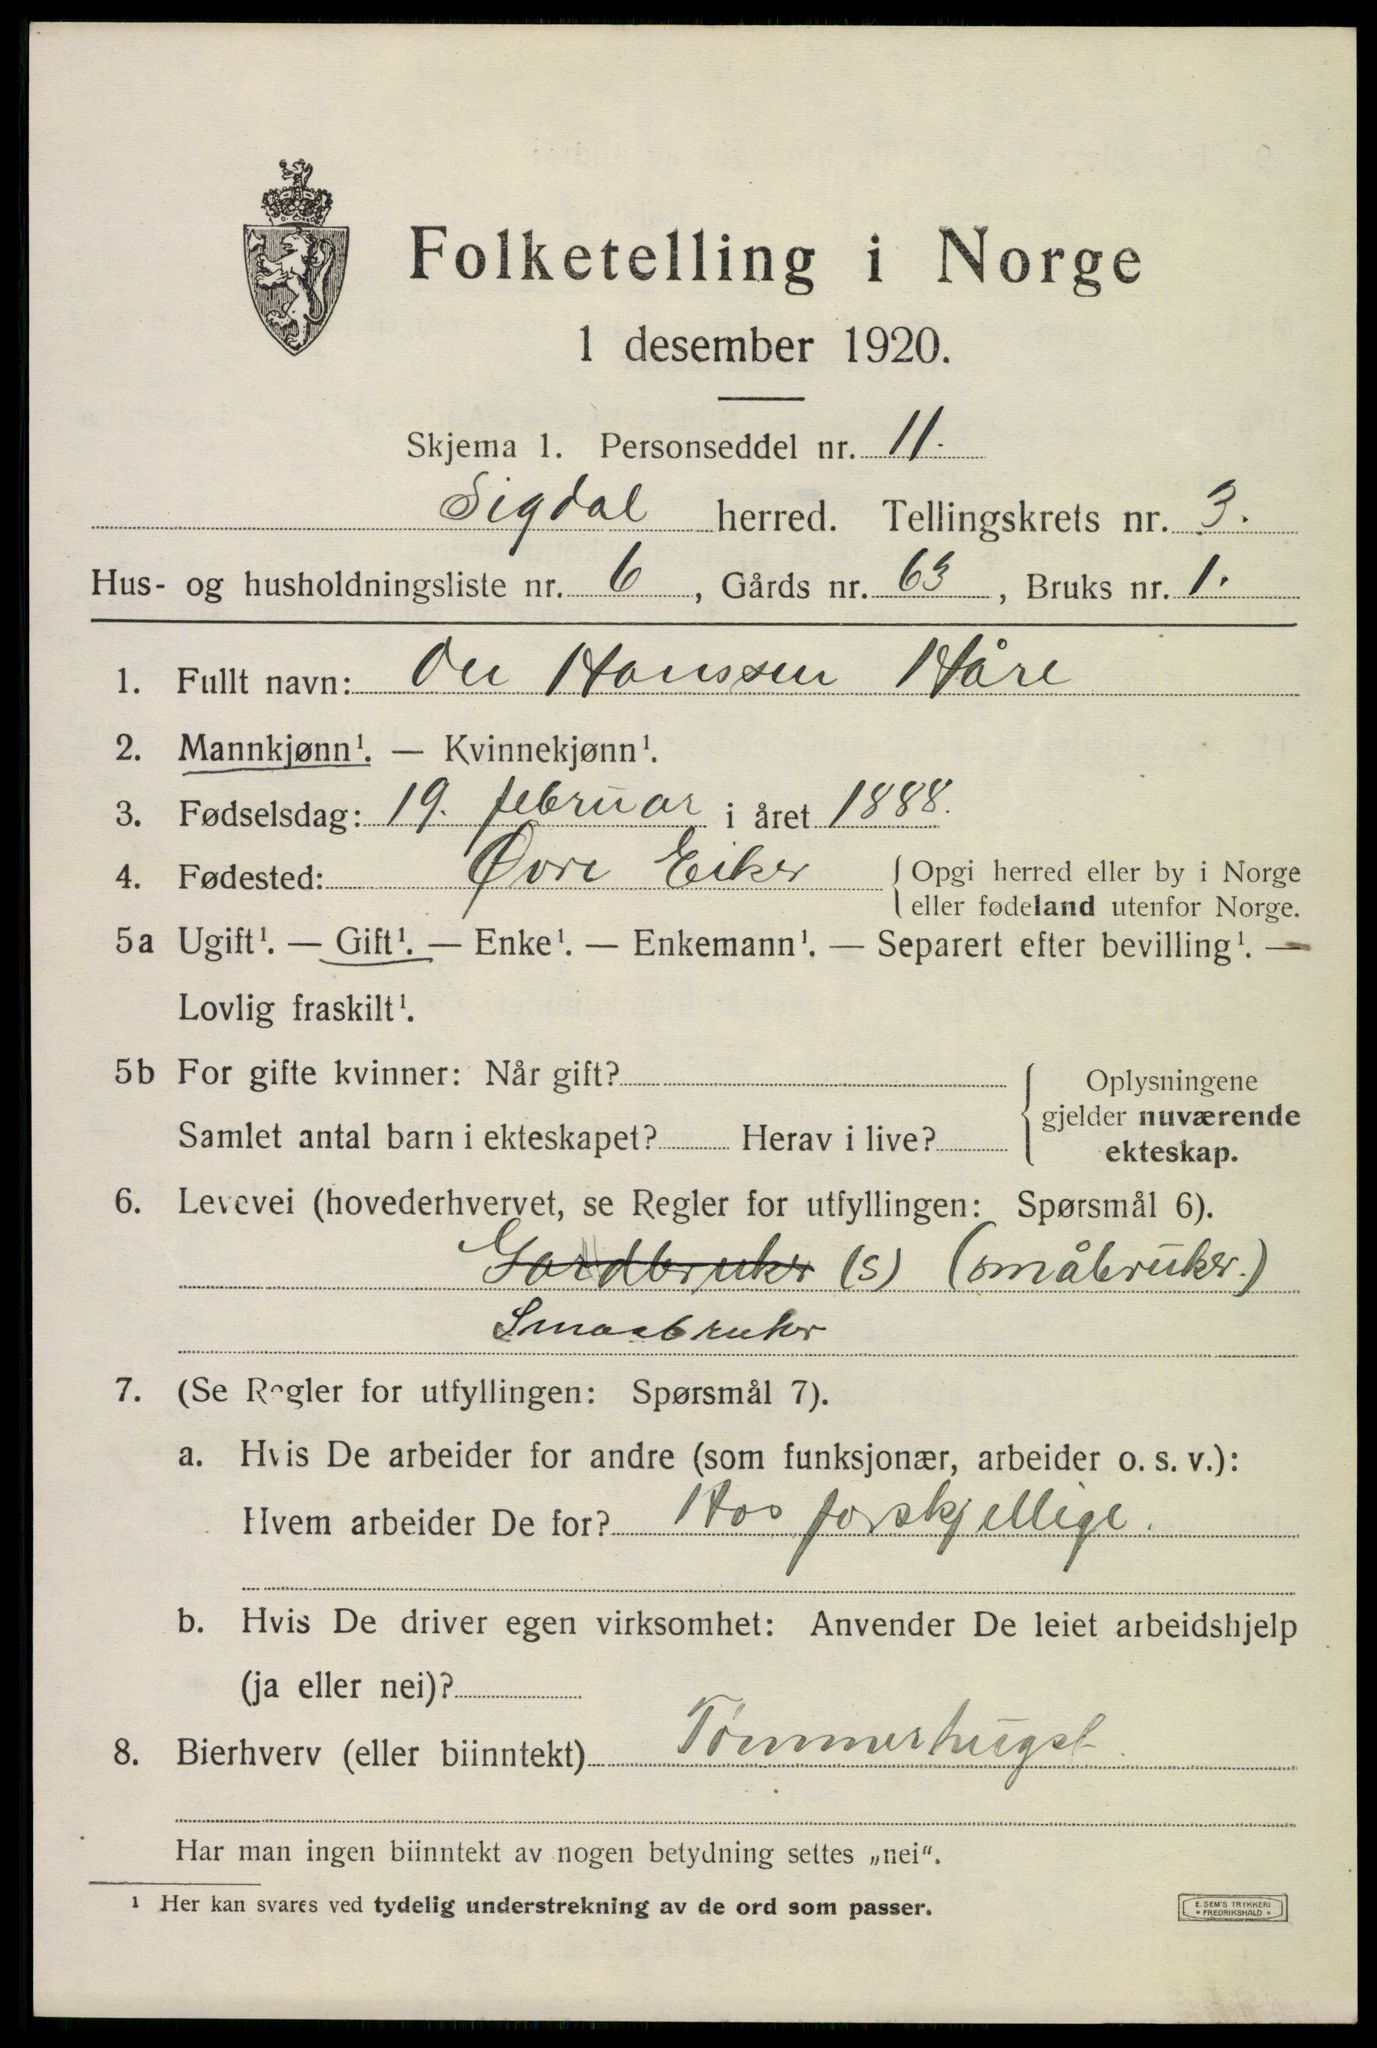 Folketelling i Norge
1 desember 1920.
Skjema 1. Personseddel nr. 11.
Sigdal herred. Tellingskrets nr. 3.
Hus- og husholdningsliste nr. 6, Gårds nr. 63, Bruks nr. 1.
1. Fullt navn: Hanssen Håre
2. Mannkjønn¹. — Kvinnekjønn¹.
3. Fødselsdag: 19. februar i året 1888.
4. Fødested: Øvre Eiker { Opgi herred eller by i Norge
eller fødeland utenfor Norge.
5a Ugift¹. — Gift¹. — Enke¹. — Enkemann¹. — Separert efter bevilling¹. —
Lovlig fraskilt¹.
5b For gifte kvinner: Når gift? { Oplysningene
gjelder nuværende
Samlet antal barn i ekteskapet? Herav i live?
ekteskap.
6. Levevei (hovederhvervet, se Regler for utfyllingen: Spørsmål 6).
Gardbruker (s) (småbruker.)
Smaabruker
7. (Se Regler for utfyllingen: Spørsmål 7).
a. Hvis De arbeider for andre (som funksjonær, arbeider o. s. v.):
Hvem arbeider De for? Hos forskjellige.
b. Hvis De driver egen virksomhet: Anvender De leiet arbeidshjelp
(ja eller nei)?
8. Bierhverv (eller biinntekt) Tømmerhugst
Har man ingen biinntekt av nogen betydning settes „nei“.
¹ Her kan svares ved tydelig understrekning av de ord som passer.
E. SEM'S TRYKKERI
* FREDRIKSHALD *